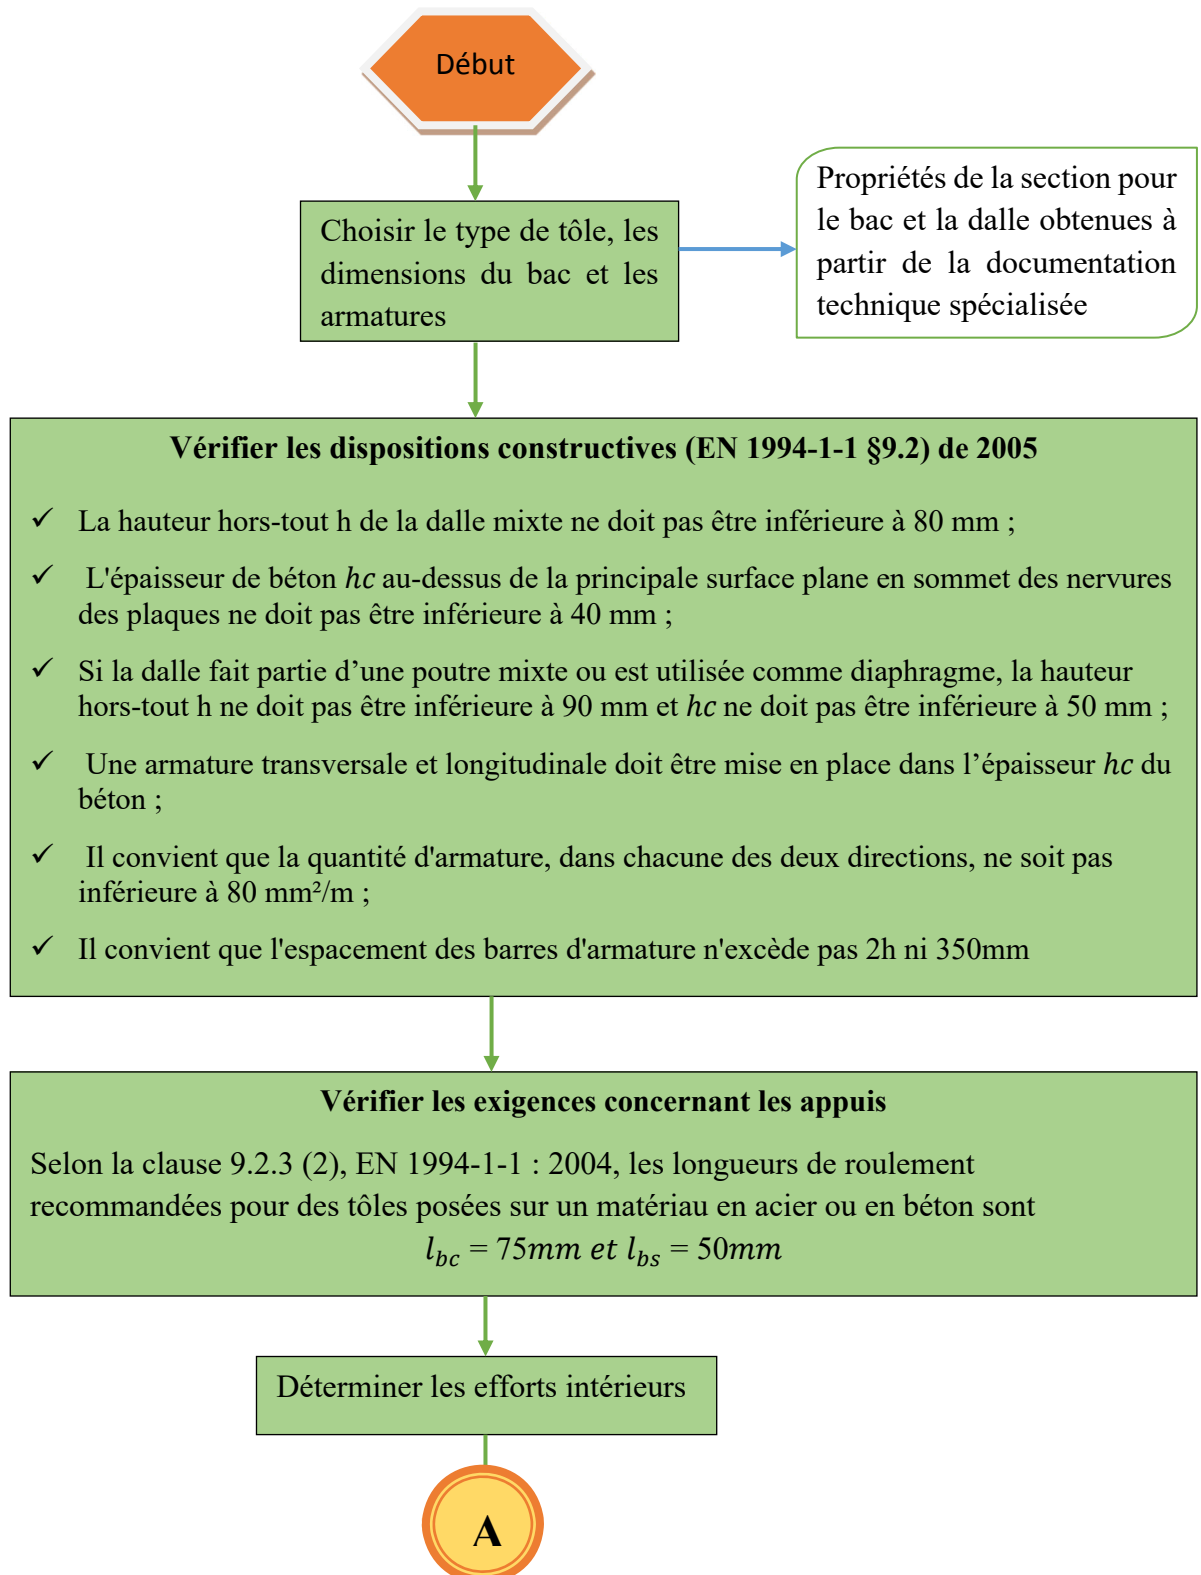 Début
Choisir le type de tôle, les
dimensions du bac et les
armatures
Propriétés de la section pour
le bac et la dalle obtenues à
partir de la documentation
technique spécialisée
Vérifier les dispositions constructives (EN 1994-1-1 §9.2) de 2005
✓ La hauteur hors-tout h de la dalle mixte ne doit pas être inférieure à 80 mm ;
✓ L'épaisseur de béton hc au-dessus de la principale surface plane en sommet des nervures
des plaques ne doit pas être inférieure à 40 mm ;
✓ Si la dalle fait partie d’une poutre mixte ou est utilisée comme diaphragme, la hauteur
hors-tout h ne doit pas être inférieure à 90 mm et hc ne doit pas être inférieure à 50 mm ;
✓ Une armature transversale et longitudinale doit être mise en place dans l’épaisseur hc du
béton ;
✓ Il convient que la quantité d'armature, dans chacune des deux directions, ne soit pas
inférieure à 80 mm²/m ;
✓ Il convient que l'espacement des barres d'armature n'excède pas 2h ni 350mm
Vérifier les exigences concernant les appuis
Selon la clause 9.2.3 (2), EN 1994-1-1 : 2004, les longueurs de roulement
recommandées pour des tôles posées sur un matériau en acier ou en béton sont
l_{bc} = 75mm et l_{bs} = 50mm
Déterminer les efforts intérieurs
A